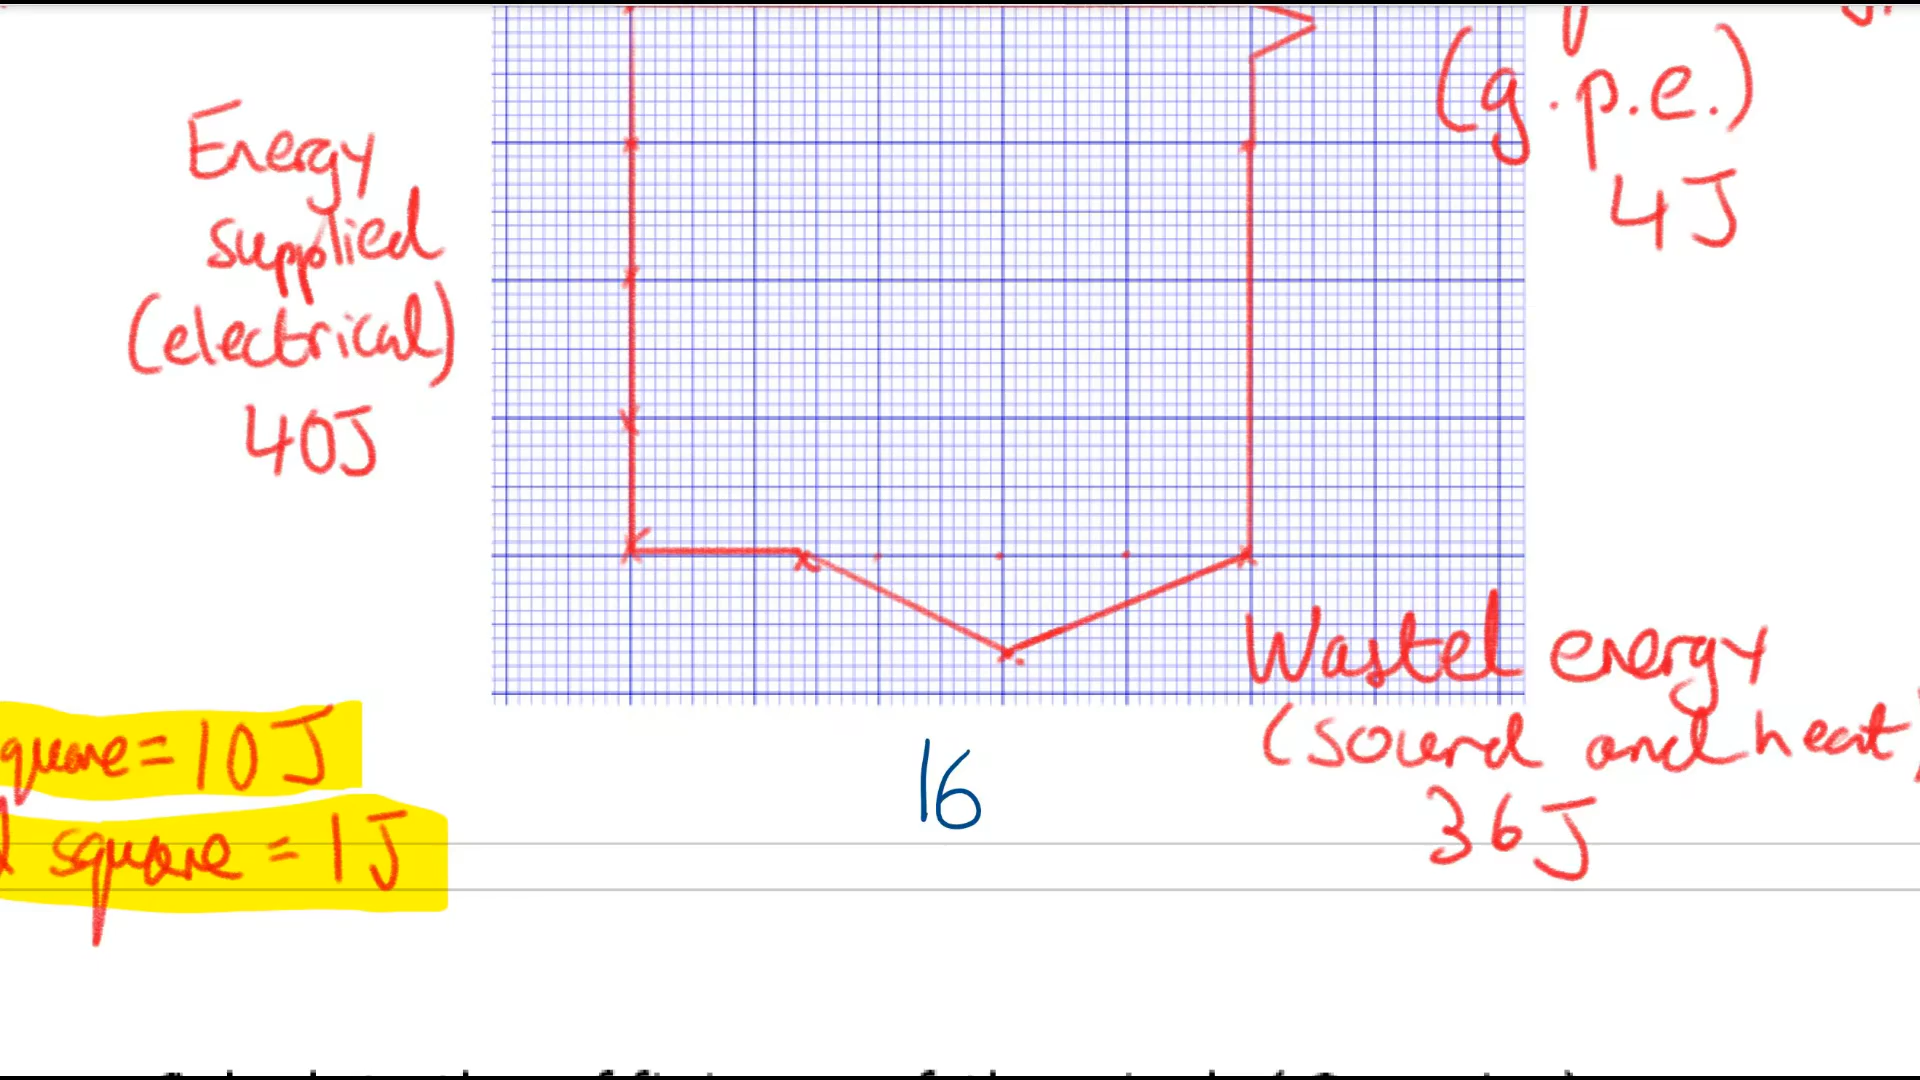 (g.p.e.)
4J
Energy
supplied
(electrical)
40J
Wasted energy
(sound and heat)
36J
square = 10J
square = 1J
16